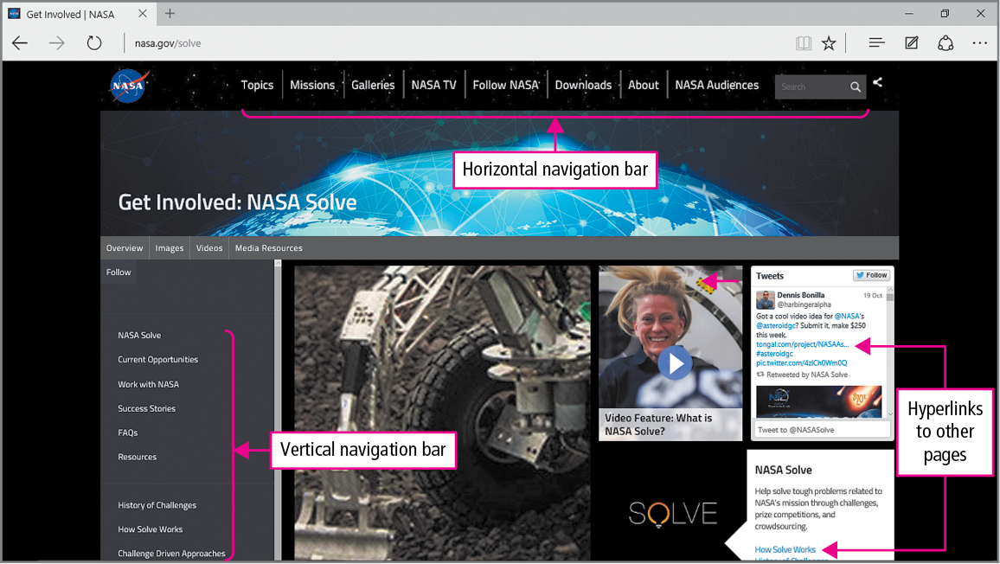 Get Involved | NASA
nasa.gov/solve
NASA
Topics
Missions
Galleries
NASA TV
Follow NASA
Downloads
About
NASA Audiences
Search
Horizontal navigation bar
Get Involved: NASA Solve
Overview
Images
Videos
Media Resources
Follow
NASA Solve
Current Opportunities
Work with NASA
Success Stories
FAQs
Resources
History of Challenges
How Solve Works
Challenge Driven Approaches
Vertical navigation bar
Video Feature: What is
NASA Solve?
SOLVE
Tweets
Follow
Dennis Bonilla
19 Oct
@harbingeralpha
Got a cool video idea for @NASA's
@asteroidgc? Submit it, make $250
this week.
tongal.com/project/NASAAs...
#asteroidgc
pic.twitter.com/4zlCh0Wm0Q
Retweeted by NASA Solve
Tweet to @NASASolve
Hyperlinks
to other
pages
NASA Solve
Help solve tough problems related to
NASA's mission through challenges,
prize competitions, and
crowdsourcing.
How Solve Works
History of Challenges